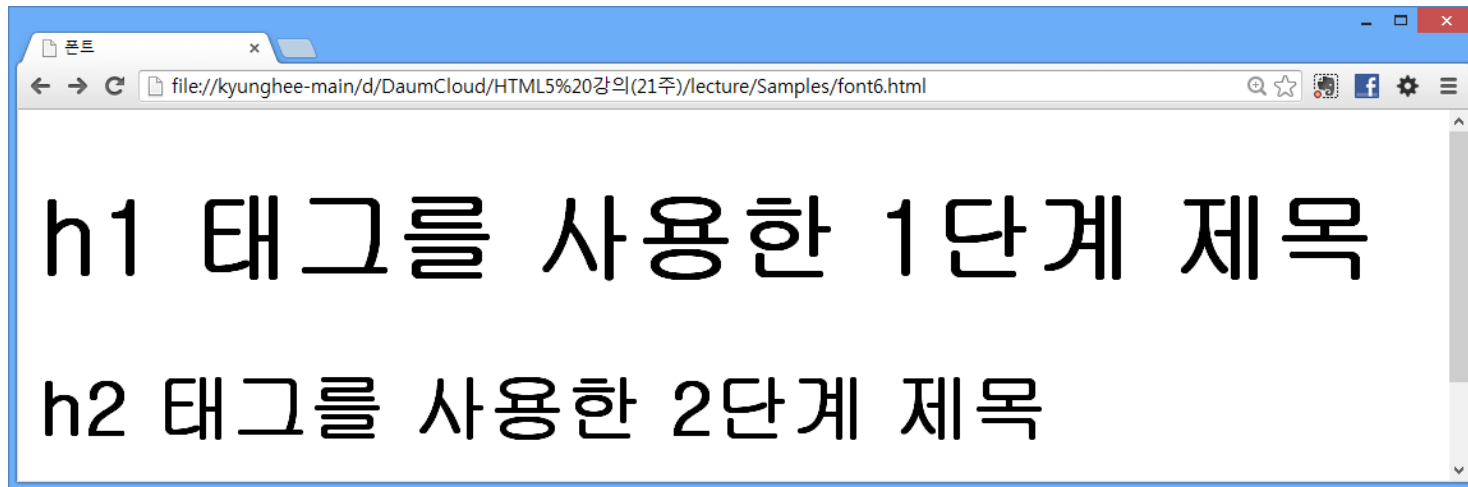 폰트
file://kyunghee-main/d/DaumCloud/HTML5%20강의(21주)/lecture/Samples/font6.html
h1 태그를 사용한 1단계 제목
h2 태그를 사용한 2단계 제목